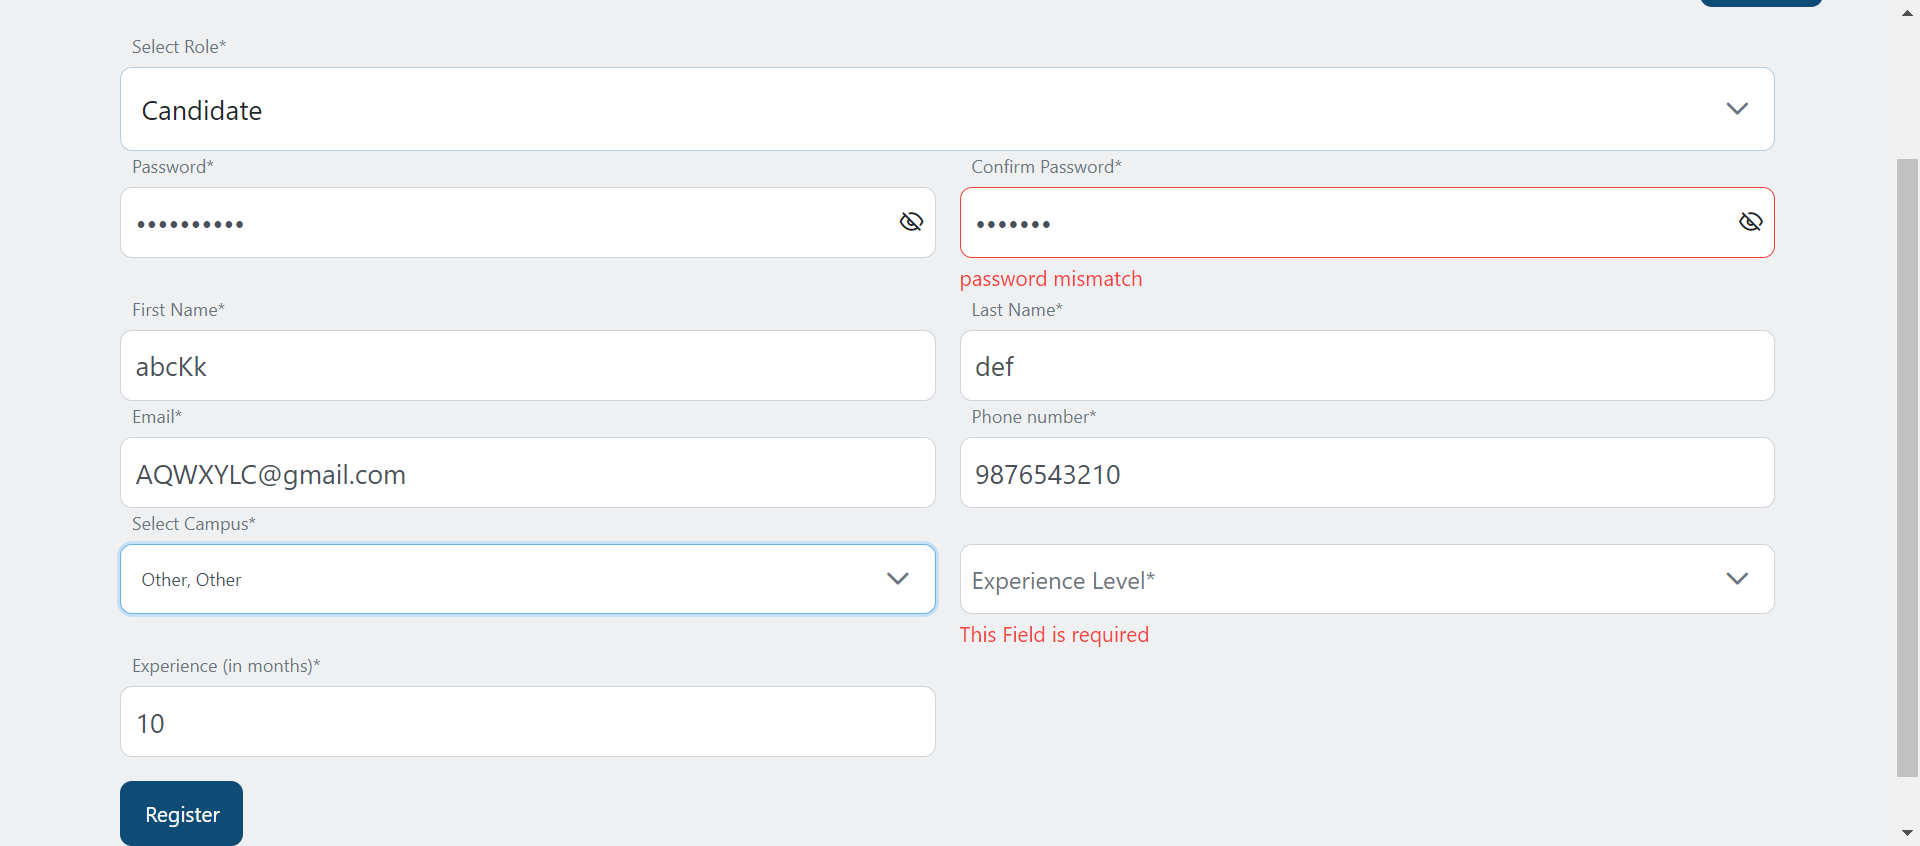 Select Role*
Candidate
Password*
Confirm Password*
••••••••••
•••••••
password mismatch
First Name*
Last Name*
abcKk
def
Email*
Phone number*
AQWXYLC@gmail.com
9876543210
Select Campus*
Other, Other
Experience Level*
This Field is required
Experience (in months)*
10
Register